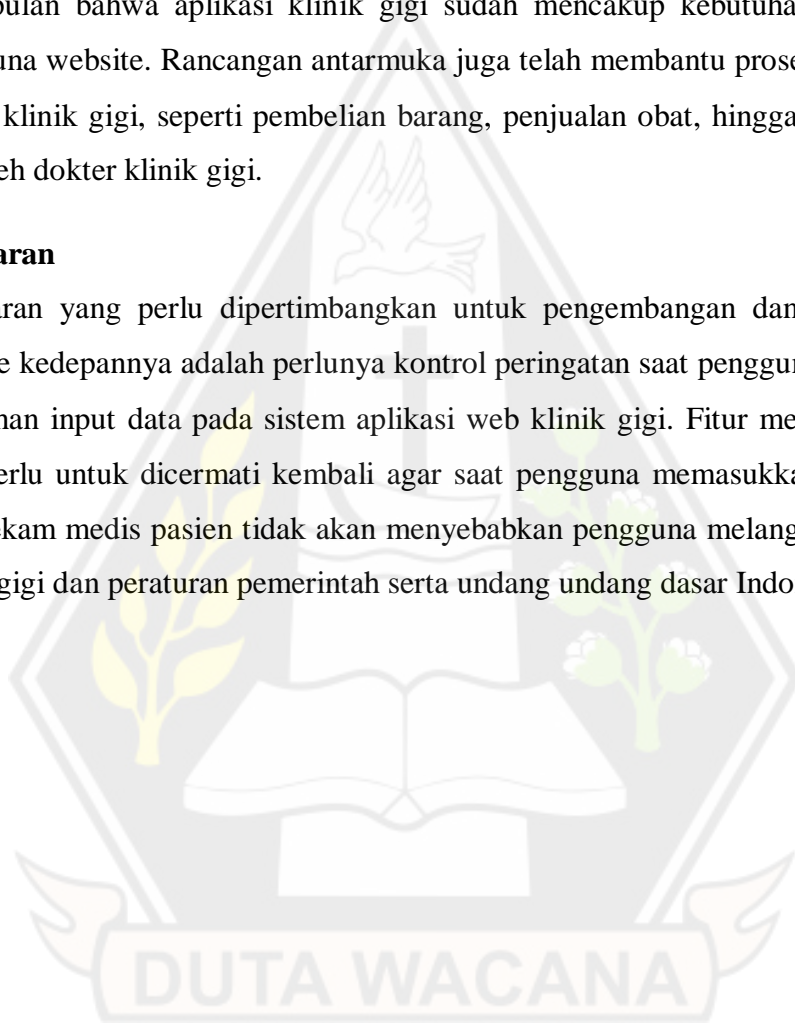 bulan bahwa aplikasi klinik gigi sudah mencakup kebutuha
una website. Rancangan antarmuka juga telah membantu prose
klinik gigi, seperti pembelian barang, penjualan obat, hingga
eh dokter klinik gigi.
aran
aran yang perlu dipertimbangkan untuk pengembangan dan
e kedepannya adalah perlunya kontrol peringatan saat penggun
han input data pada sistem aplikasi web klinik gigi. Fitur me
erlu untuk dicermati kembali agar saat pengguna memasukka
ekam medis pasien tidak akan menyebabkan pengguna melang
gigi dan peraturan pemerintah serta undang undang dasar Indo
DUTA WACANA